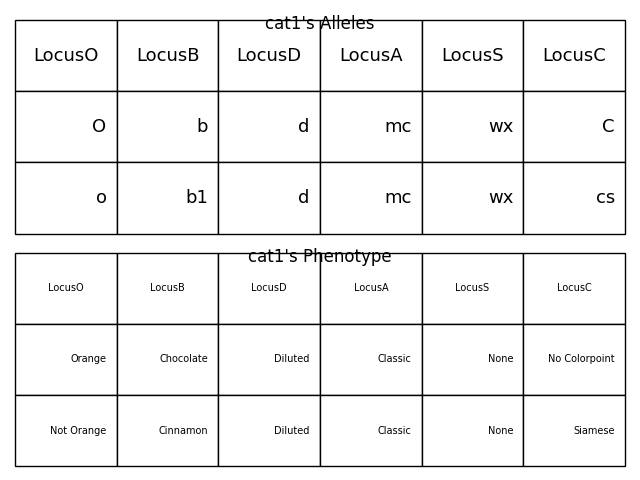 cat1's Alleles
LocusO LocusB LocusD LocusA LocusS LocusC
O b d mc wx C
o b1 d mc wx cs
cat1's Phenotype
LocusO LocusB LocusD LocusA LocusS LocusC
Orange Chocolate Diluted Classic None No Colorpoint
Not Orange Cinnamon Diluted Classic None Siamese